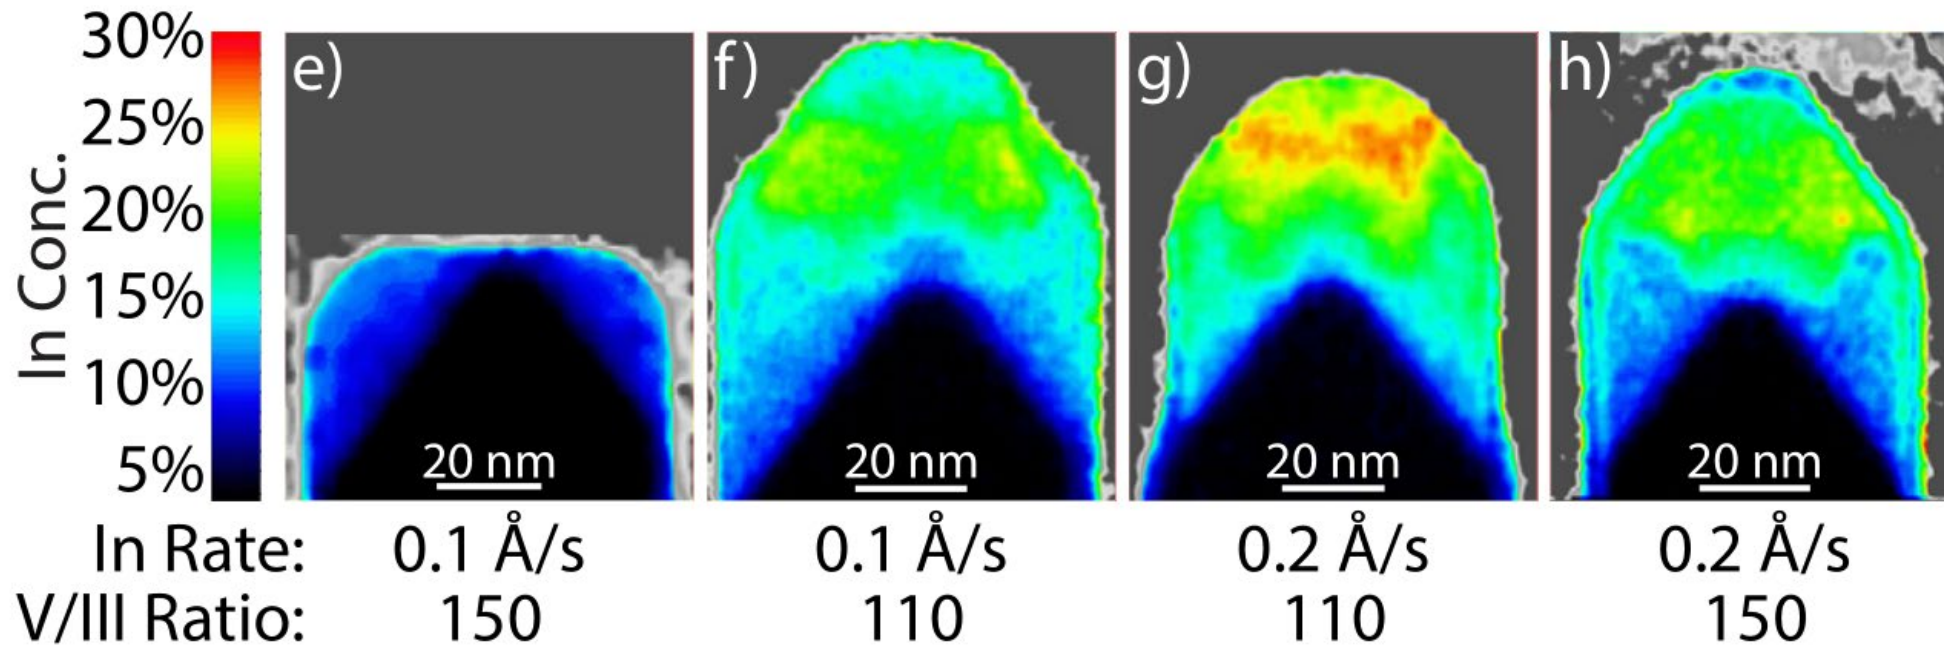 In Conc.
30%
25%
20%
15%
10%
5%
e)
f)
g)
h)
20 nm
20 nm
20 nm
20 nm
In Rate: 0.1 Å/s 0.1 Å/s 0.2 Å/s 0.2 Å/s
V/III Ratio: 150 110 110 150